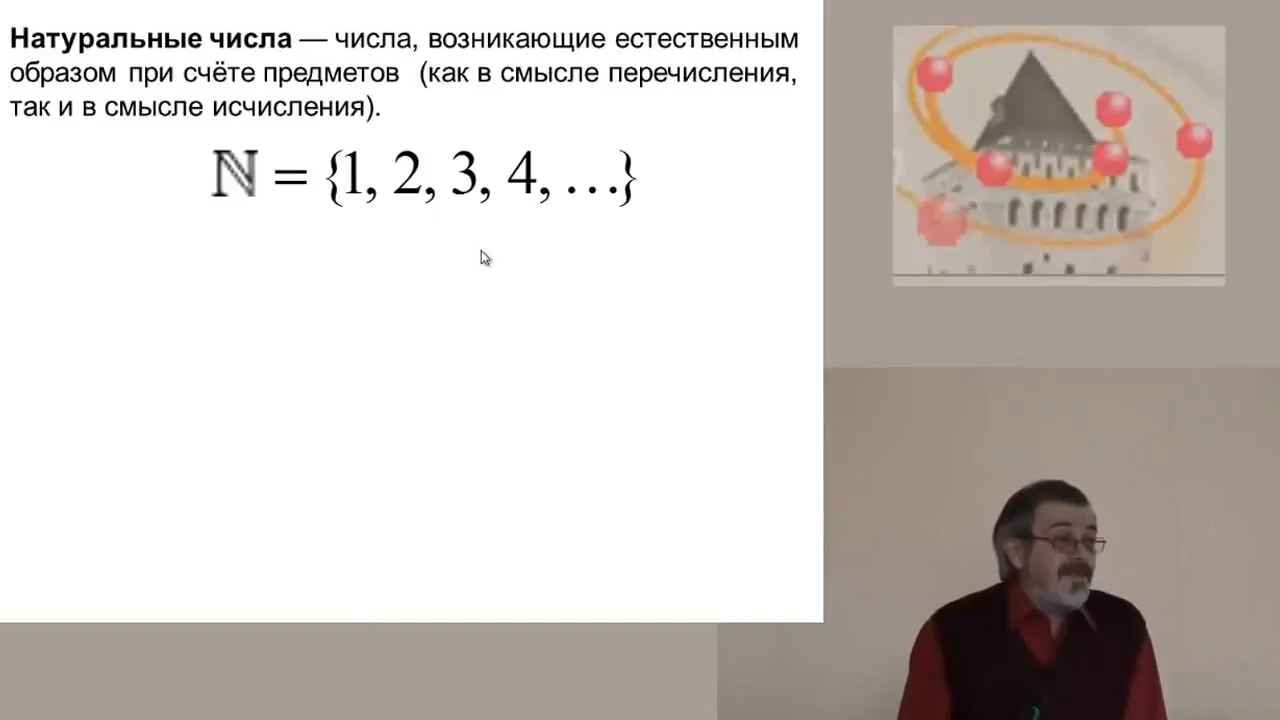 Натуральные числа — числа, возникающие естественным
образом при счёте предметов (как в смысле перечисления,
так и в смысле исчисления).
ℕ = {1, 2, 3, 4, …}